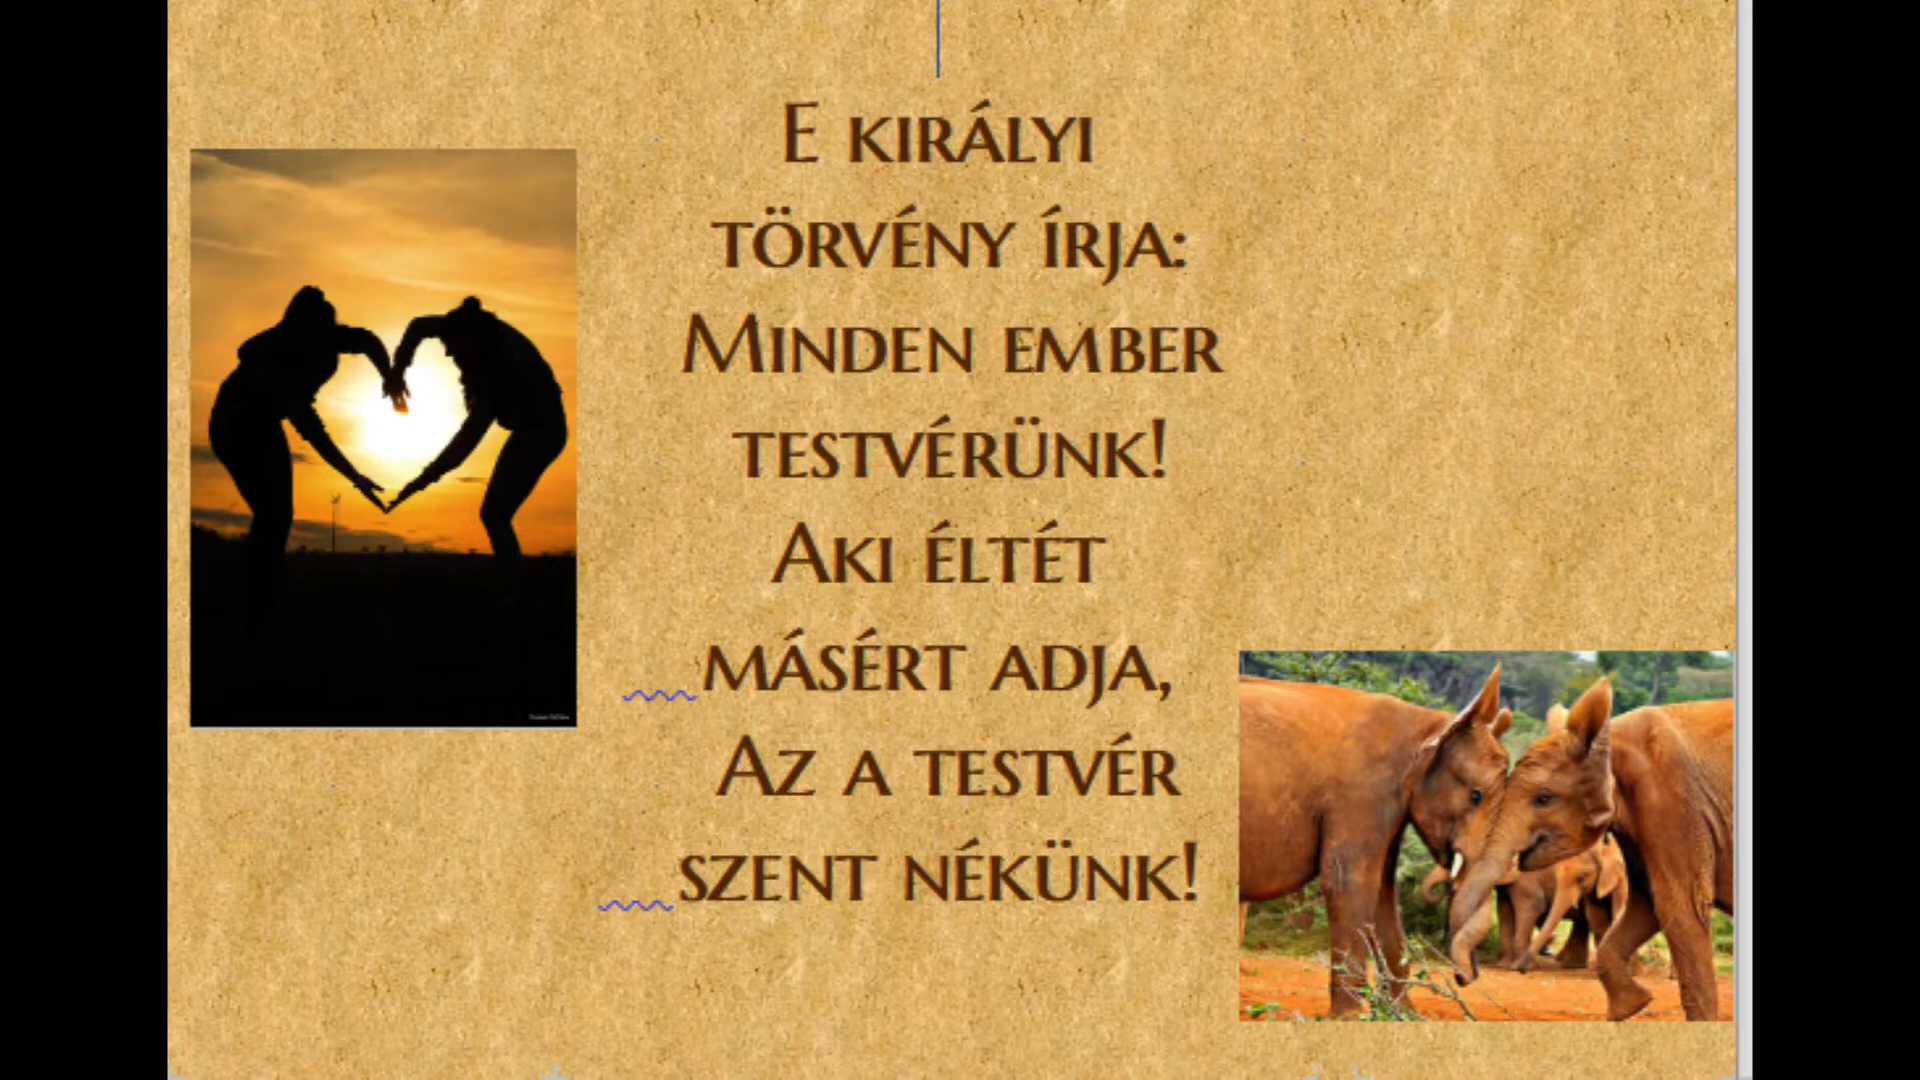 E KIRÁLYI
TÖRVÉNY ÍRJA:
MINDEN EMBER
TESTVÉRÜNK!
AKI ÉLTÉT
MÁSÉRT ADJA,
AZ A TESTVÉR
SZENT NÉKÜNK!